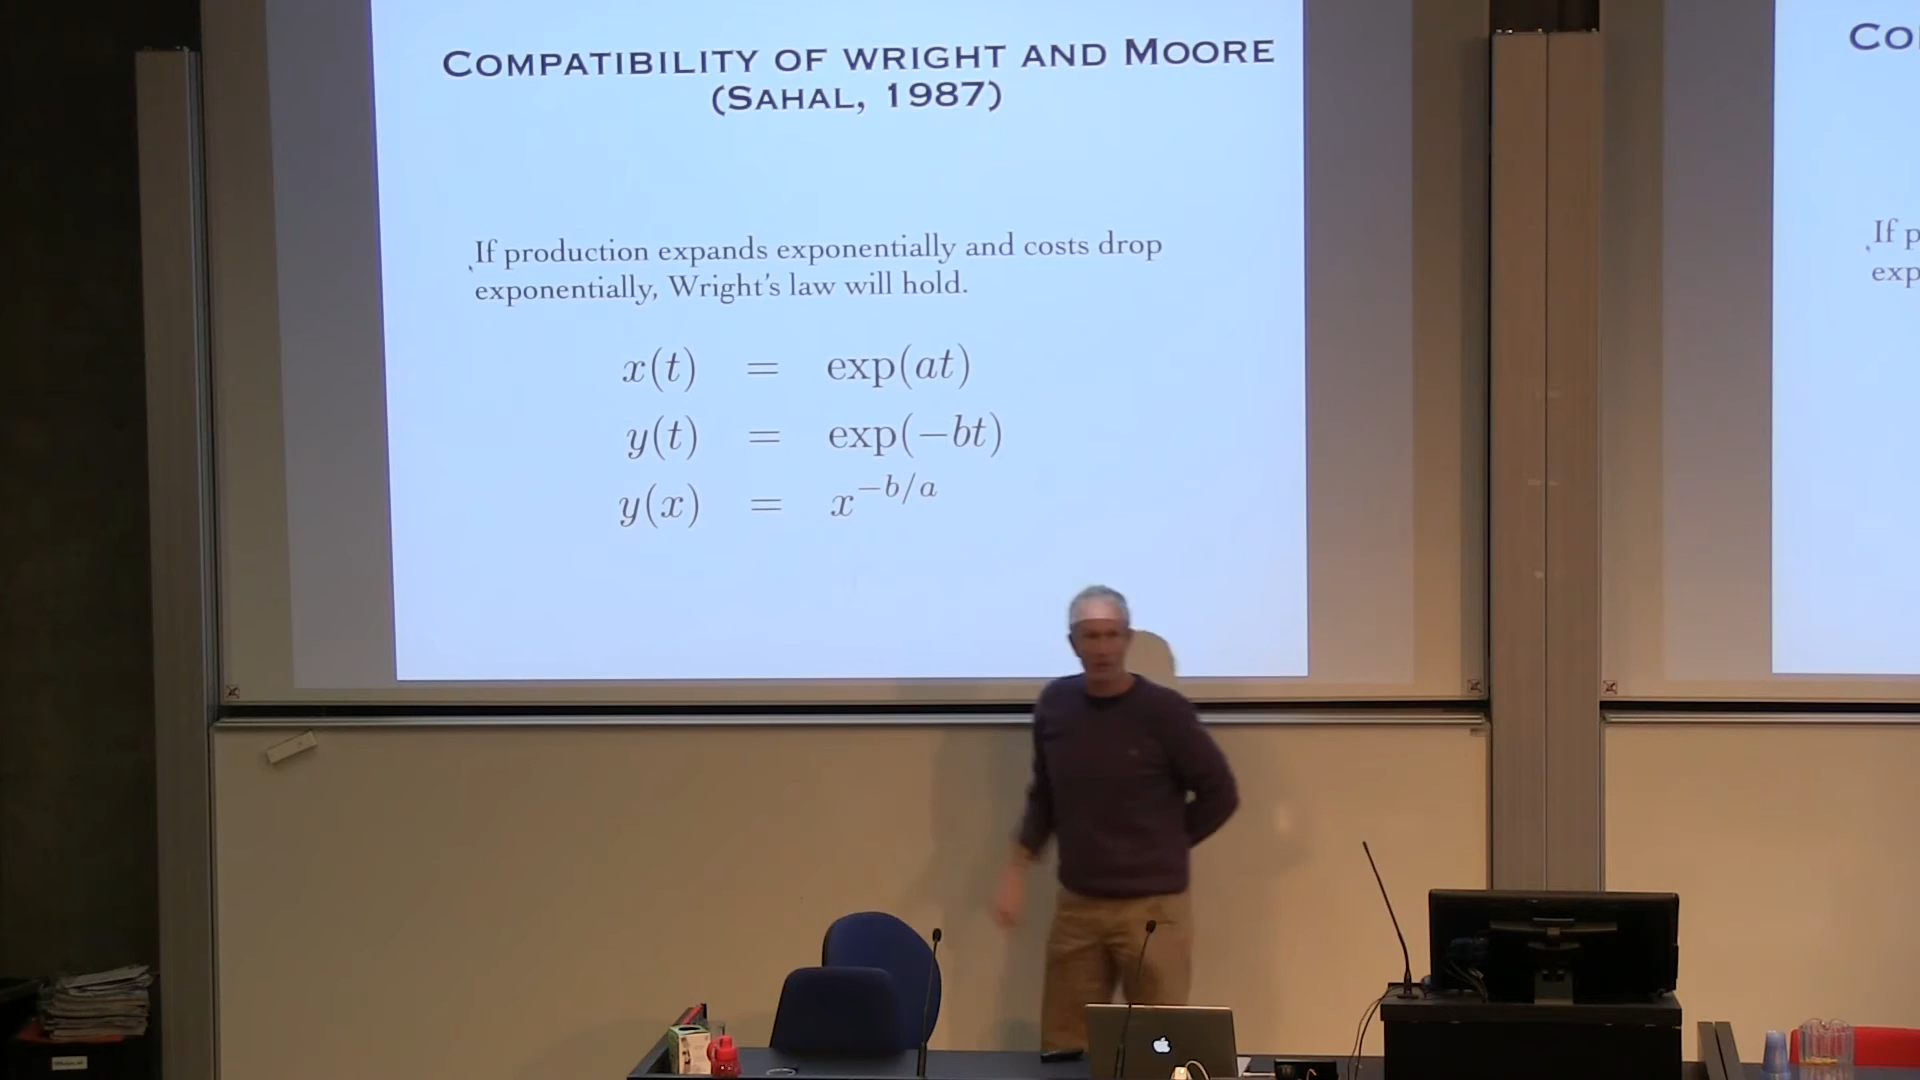 COMPATIBILITY OF WRIGHT AND MOORE
(SAHAL, 1987)
If production expands exponentially and costs drop
exponentially, Wright's law will hold.
x(t) = exp(at)
y(t) = exp(−bt)
y(x) = x^{−b/a}
CO
If p
exp